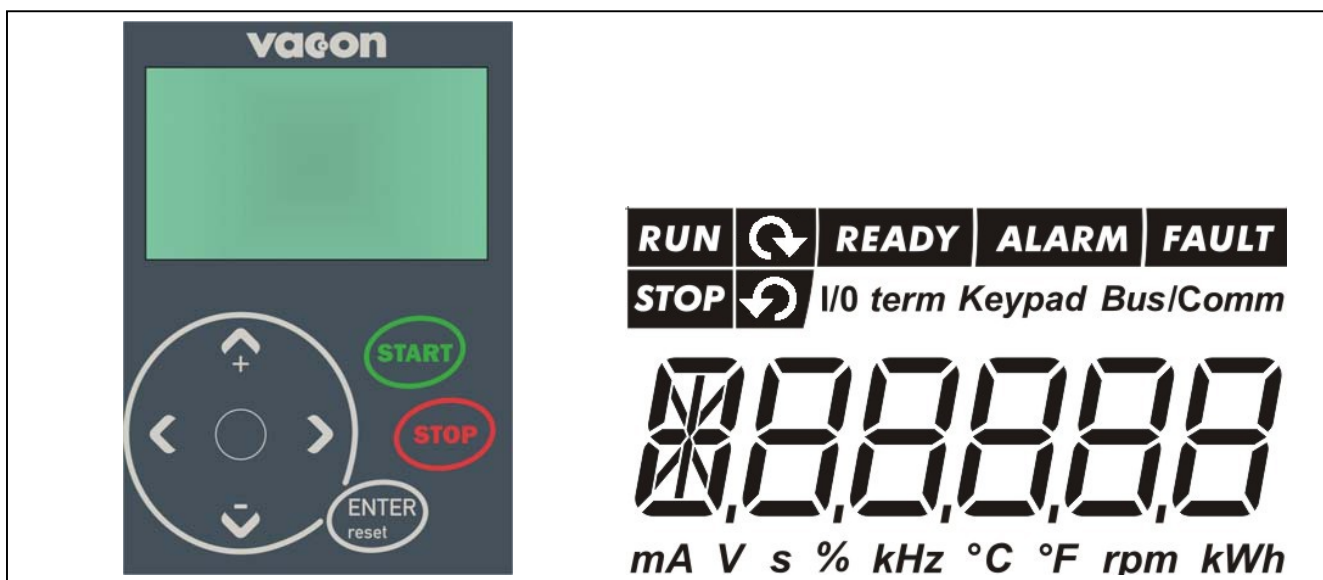 vacon
START
STOP
ENTER
reset
+
-
RUN READY ALARM FAULT
STOP I/0 term Keypad Bus/Comm
mA V s % kHz °C °F rpm kWh